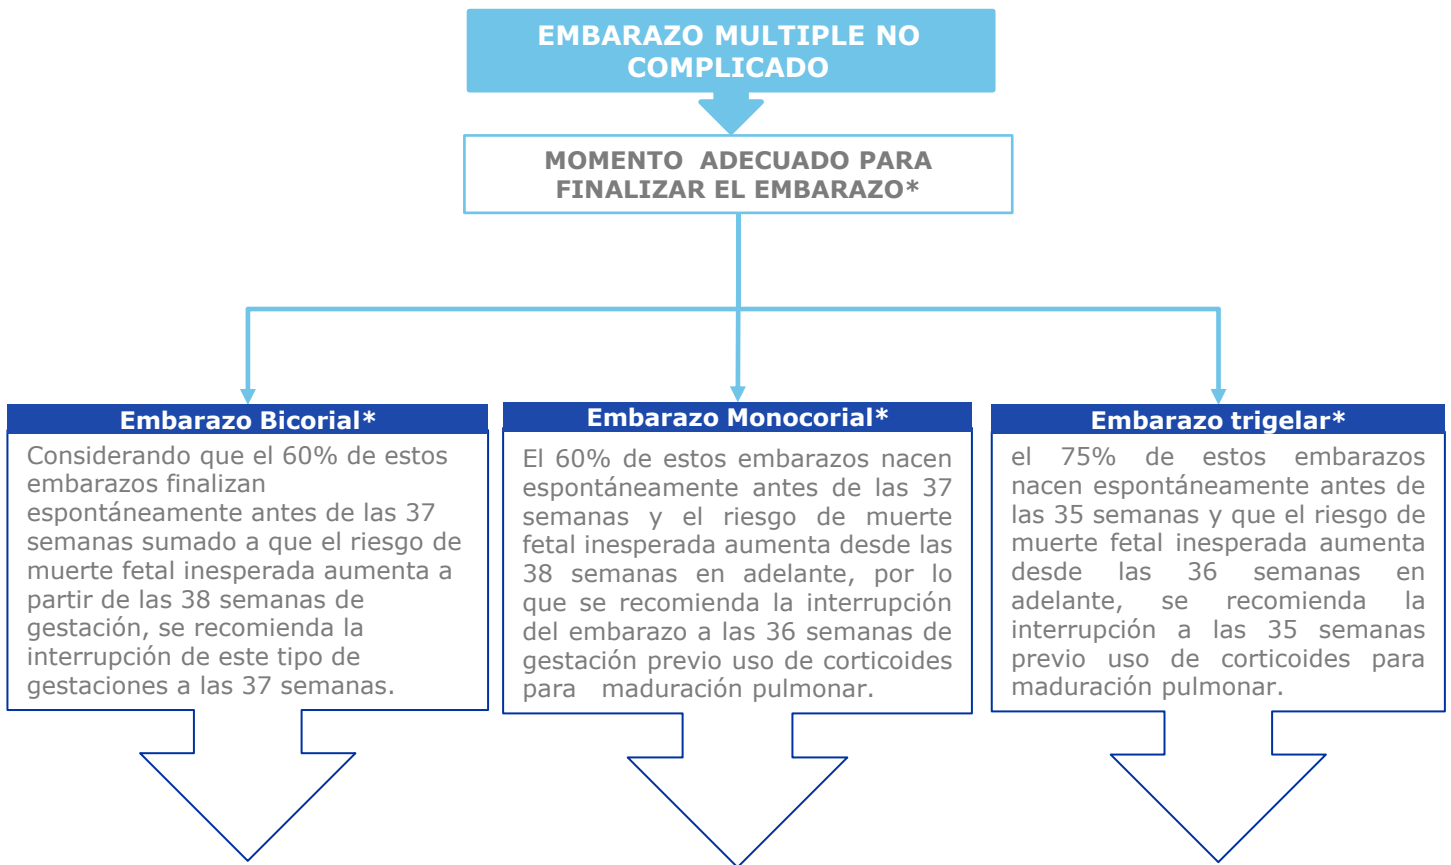 EMBARAZO MULTIPLE NO
COMPLICADO
MOMENTO ADECUADO PARA
FINALIZAR EL EMBARAZO*
Embarazo Bicorial*
Considerando que el 60% de estos
embarazos finalizan
espontáneamente antes de las 37
semanas sumado a que el riesgo de
muerte fetal inesperada aumenta a
partir de las 38 semanas de
gestación, se recomienda la
interrupción de este tipo de
gestaciones a las 37 semanas.
Embarazo Monocorial*
El 60% de estos embarazos nacen
espontáneamente antes de las 37
semanas y el riesgo de muerte
fetal inesperada aumenta desde las
38 semanas en adelante, por lo
que se recomienda la interrupción
del embarazo a las 36 semanas de
gestación previo uso de corticoides
para maduración pulmonar.
Embarazo trigelar*
el 75% de estos embarazos
nacen espontáneamente antes de
las 35 semanas y que el riesgo de
muerte fetal inesperada aumenta
desde las 36 semanas en
adelante, se recomienda la
interrupción a las 35 semanas
previo uso de corticoides para
maduración pulmonar.